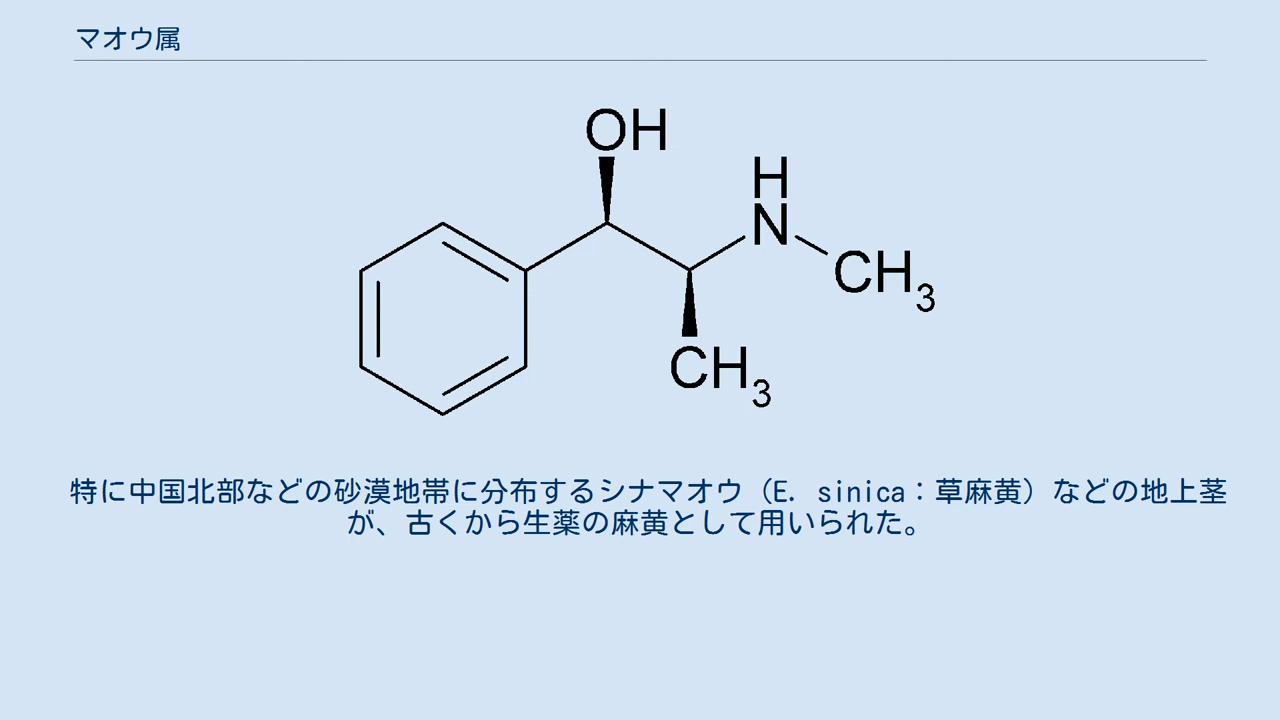 マオウ属
OH
H
N
CH3
CH3
特に中国北部などの砂漠地帯に分布するシナマオウ（E. sinica：草麻黄）などの地上茎
が、古くから生薬の麻黄として用いられた。